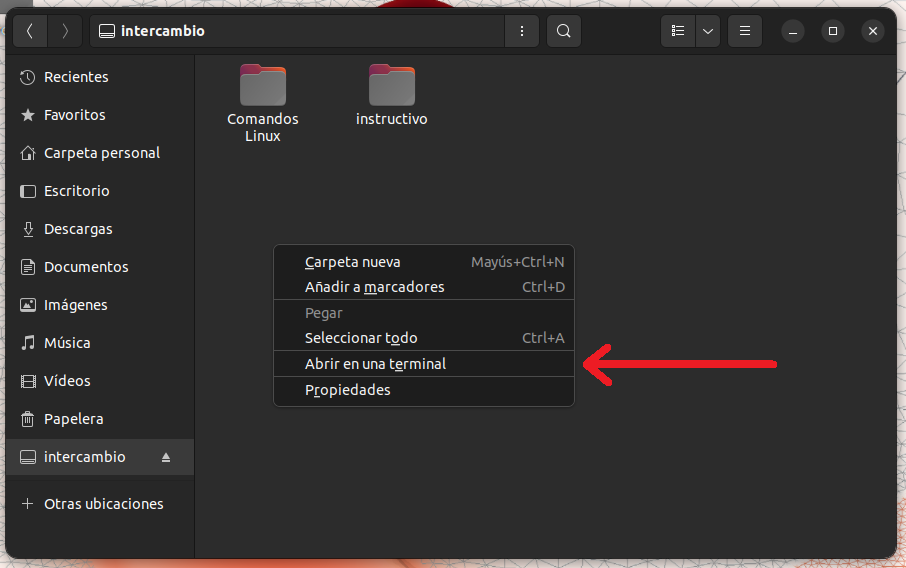 intercambio
Recientes
Favoritos
Carpeta personal
Escritorio
Descargas
Documentos
Imágenes
Música
Vídeos
Papelera
intercambio
Otras ubicaciones
Comandos
Linux
instructivo
Carpeta nueva Mayús+Ctrl+N
Añadir a marcadores Ctrl+D
Pegar
Seleccionar todo Ctrl+A
Abrir en una terminal
Propiedades